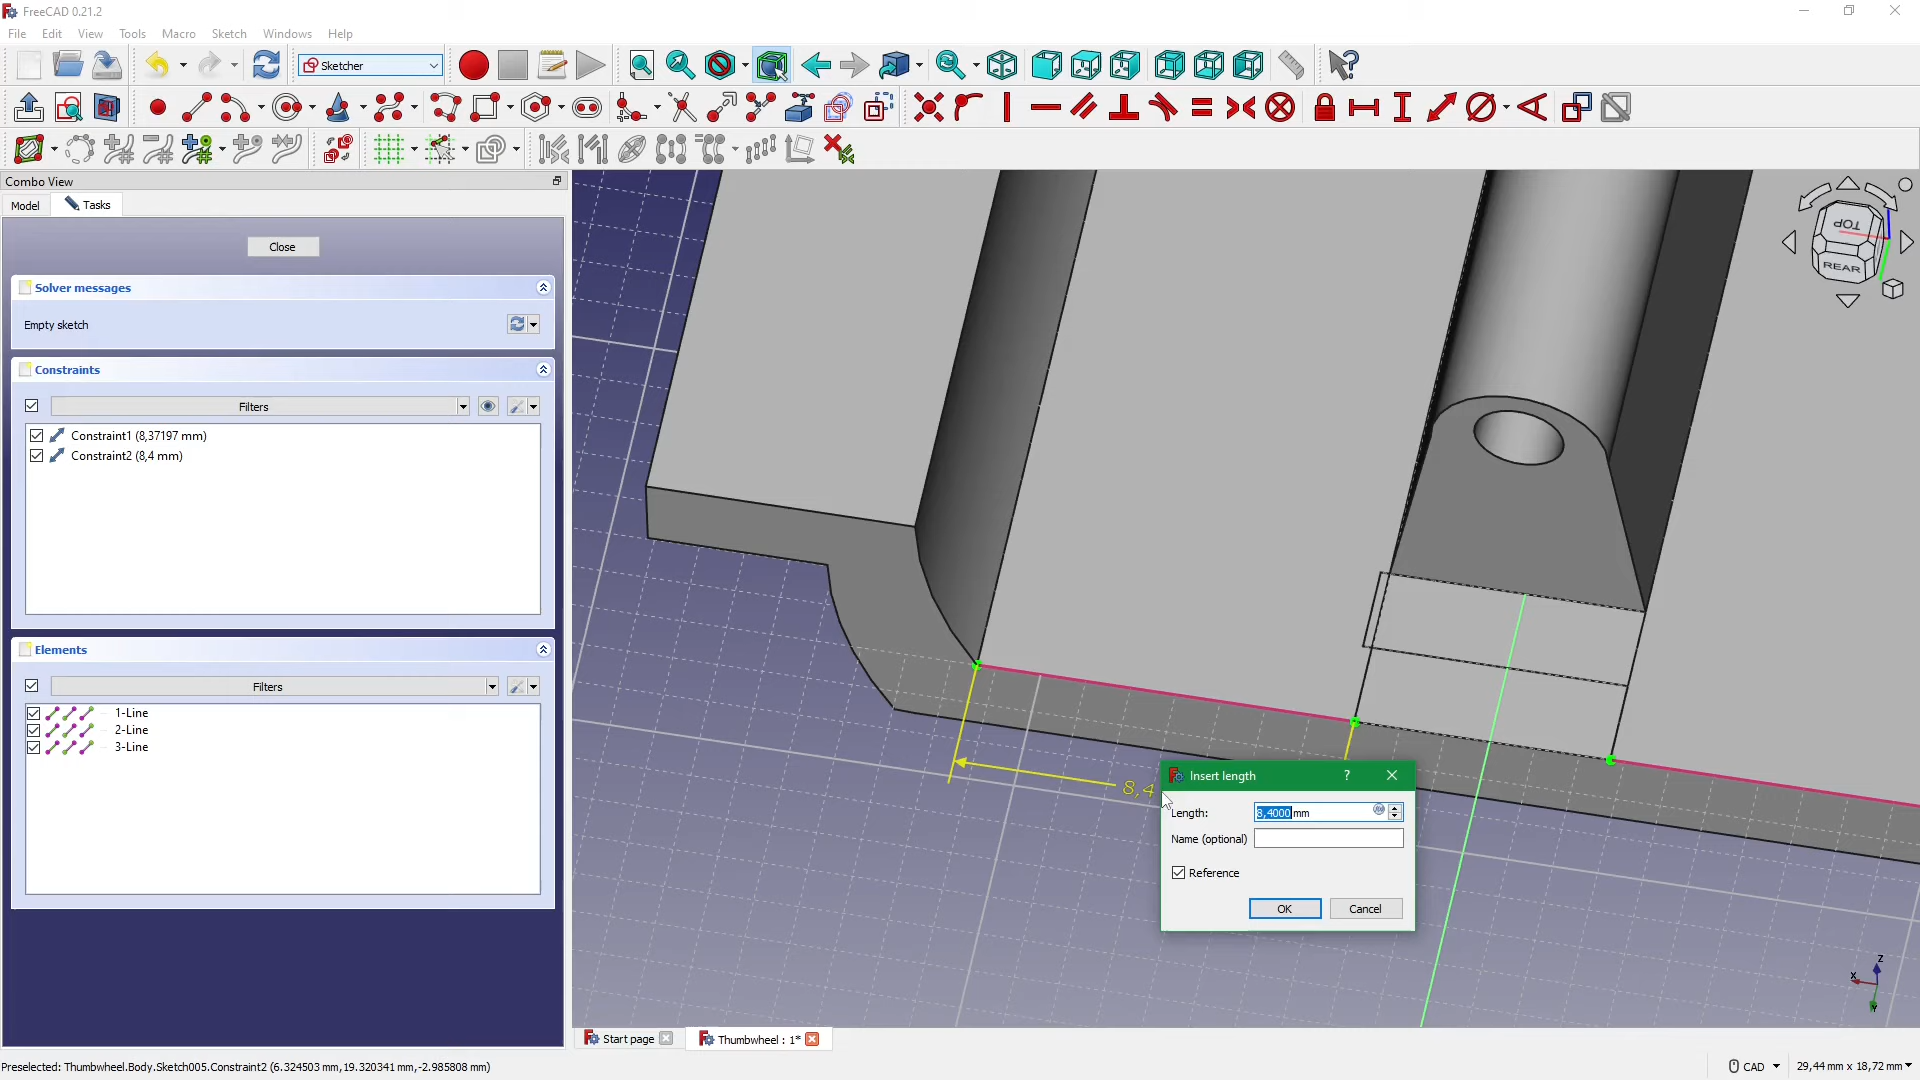 FreeCAD 0.21.2
File Edit View Tools Macro Sketch Windows Help
Sketcher
Combo View
Model Tasks
Close
Solver messages
Empty sketch
Constraints
Filters
Constraint1 (8,37197 mm)
Constraint2 (8,4 mm)
Elements
Filters
1-Line
2-Line
3-Line
TOP
REAR
8,4
Insert length ?
Length: 8,4000 mm
Name (optional)
Reference
OK Cancel
Z
X
Y
Start page Thumbwheel : 1*
Preselected: Thumbwheel.Body.Sketch005.Constraint2 (6.324503 mm,19.320341 mm,-2.985808 mm)
CAD 29,44 mm x 18,72 mm